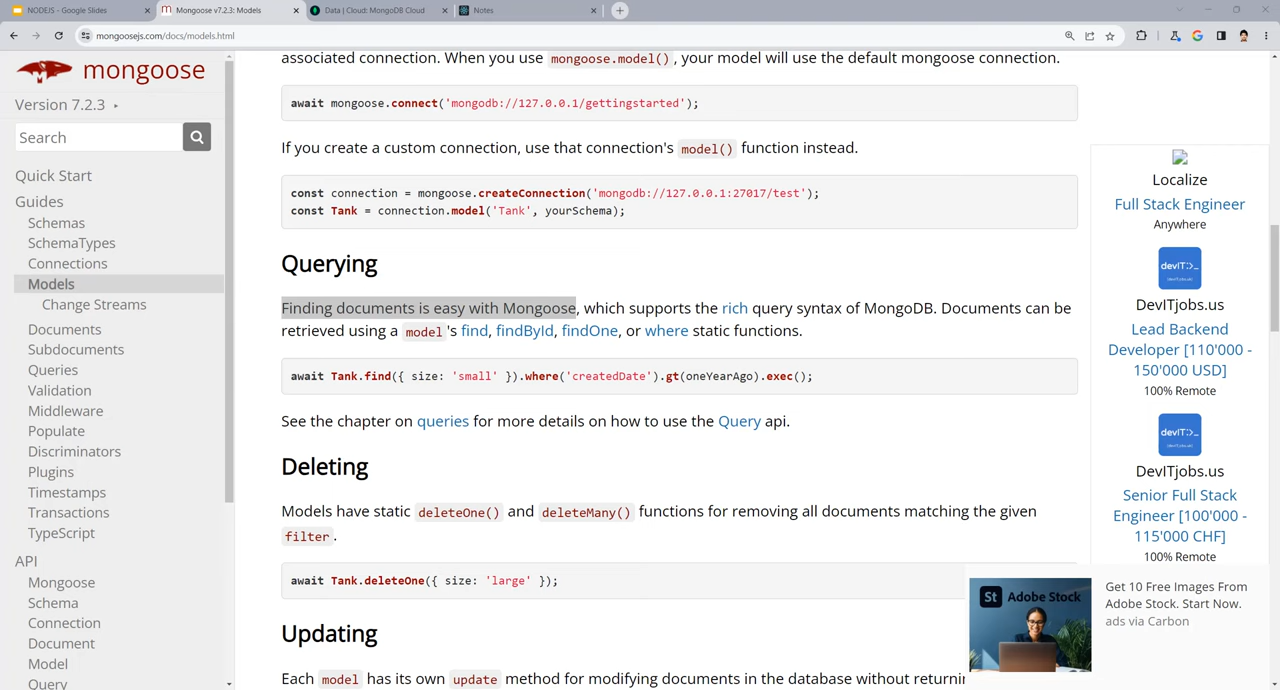 NODEJS - Google Slides
Mongoose v7.2.3: Models
Data | Cloud: MongoDB Cloud
Notes
mongoosejs.com/docs/models.html
mongoose
Version 7.2.3
Search
Quick Start
Guides
Schemas
SchemaTypes
Connections
Models
Change Streams
Documents
Subdocuments
Queries
Validation
Middleware
Populate
Discriminators
Plugins
Timestamps
Transactions
TypeScript
API
Mongoose
Schema
Connection
Document
Model
Query
associated connection. When you use mongoose.model(), your model will use the default mongoose connection.
await mongoose.connect('mongodb://127.0.0.1/gettingstarted');
If you create a custom connection, use that connection's model() function instead.
const connection = mongoose.createConnection('mongodb://127.0.0.1:27017/test');
const Tank = connection.model('Tank', yourSchema);
Querying
Finding documents is easy with Mongoose, which supports the rich query syntax of MongoDB. Documents can be
retrieved using a model's find, findById, findOne, or where static functions.
await Tank.find({ size: 'small' }).where('createdDate').gt(oneYearAgo).exec();
See the chapter on queries for more details on how to use the Query api.
Deleting
Models have static deleteOne() and deleteMany() functions for removing all documents matching the given
filter.
await Tank.deleteOne({ size: 'large' });
Updating
Each model has its own update method for modifying documents in the database without returnin
Localize
Full Stack Engineer
Anywhere
devIT:>_
DevITjobs.us
Lead Backend
Developer [110'000 -
150'000 USD]
100% Remote
devIT:>_
DevITjobs.us
Senior Full Stack
Engineer [100'000 -
115'000 CHF]
100% Remote
St Adobe Stock
Get 10 Free Images From
Adobe Stock. Start Now.
ads via Carbon